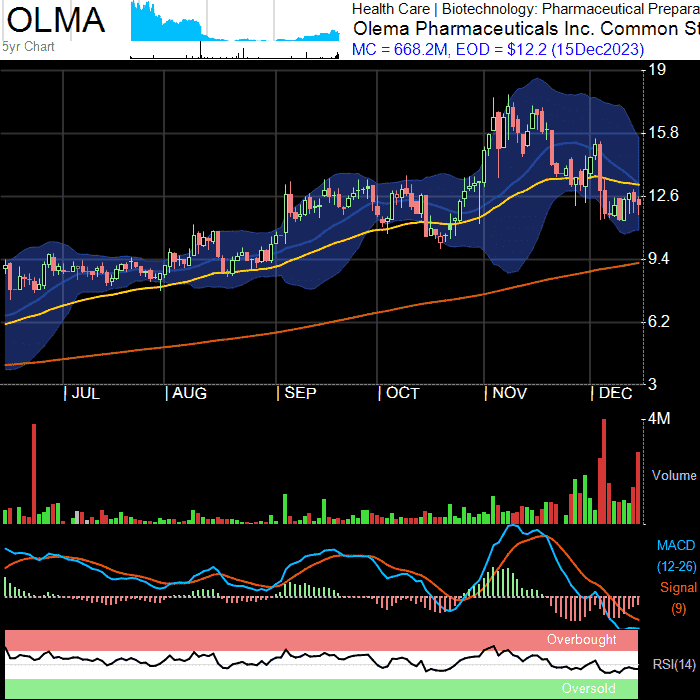 OLMA
5yr Chart
Health Care | Biotechnology: Pharmaceutical Prepara
Olema Pharmaceuticals Inc. Common St
MC = 668.2M, EOD = $12.2 (15Dec2023)
19
15.8
12.6
9.4
6.2
3
| JUL | AUG | SEP | OCT | NOV | DEC
4M
Volume
MACD
(12-26)
Signal
(9)
Overbought
RSI(14)
Oversold